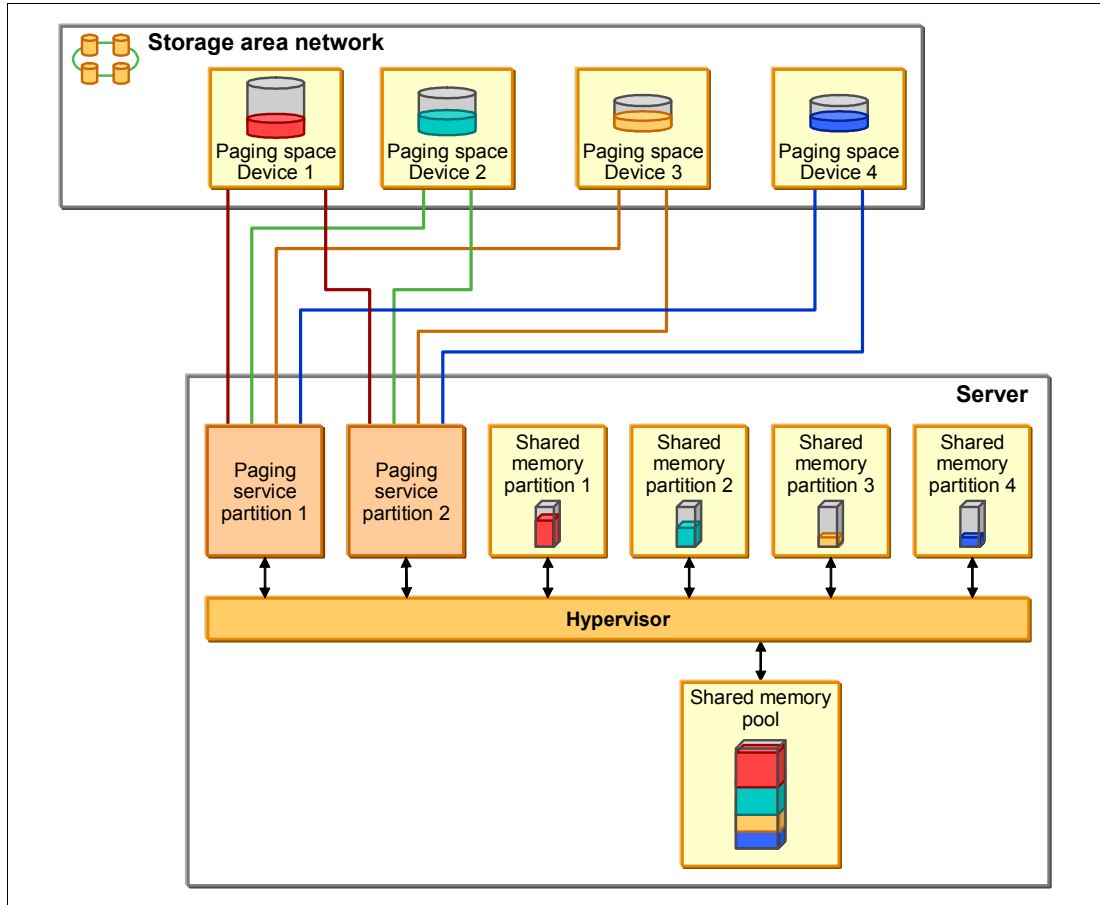 Storage area network
Paging space
Device 1
Paging space
Device 2
Paging space
Device 3
Paging space
Device 4
Server
Paging
service
partition 1
Paging
service
partition 2
Shared
memory
partition 1
Shared
memory
partition 2
Shared
memory
partition 3
Shared
memory
partition 4
Hypervisor
Shared memory
pool